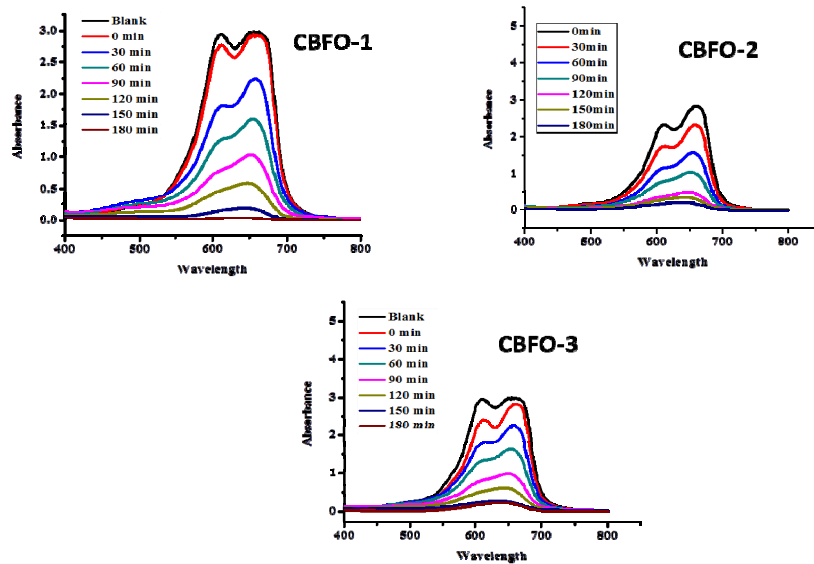 CBFO-1
Blank
0 min
30 min
60 min
90 min
120 min
150 min
180 min
3.0
2.5
2.0
1.5
1.0
0.5
0.0
Absorbance
400 500 600 700 800
Wavelength
CBFO-2
0min
30min
60min
90min
120min
150min
180min
5
4
3
2
1
0
Absorbance
400 500 600 700 800
Wavelength
CBFO-3
Blank
0 min
30 min
60 min
90 min
120 min
150 min
180 min
5
4
3
2
1
0
Absorbance
400 500 600 700 800
Wavelength